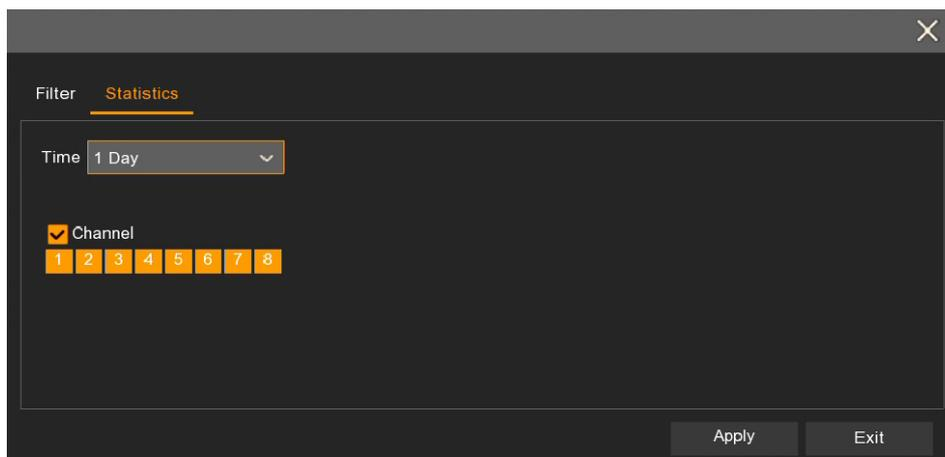 Filter Statistics
Time 1 Day
Channel
1 2 3 4 5 6 7 8
Apply Exit